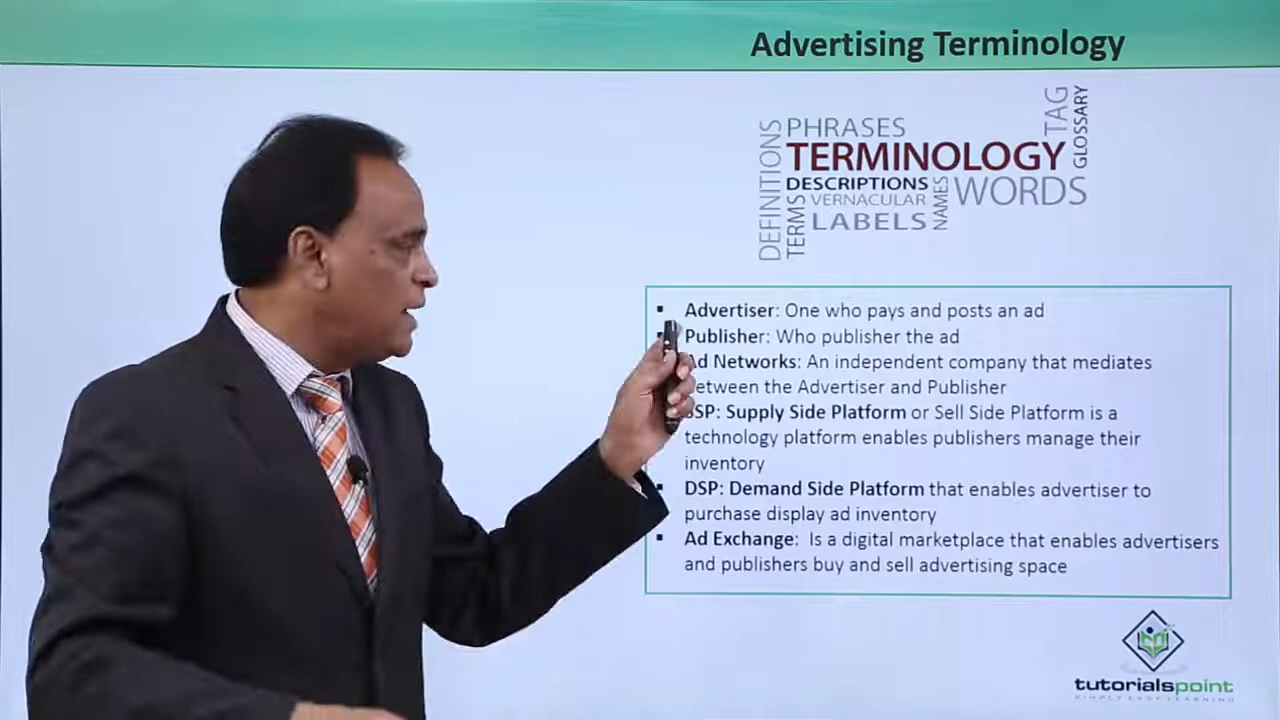 Advertising Terminology
DEFINITIONS
TERMS
PHRASES
TERMINOLOGY
DESCRIPTIONS
VERNACULAR
LABELS
NAMES
WORDS
TAG
GLOSSARY
▪ Advertiser: One who pays and posts an ad
Publisher: Who publisher the ad
d Networks: An independent company that mediates
etween the Advertiser and Publisher
SP: Supply Side Platform or Sell Side Platform is a
technology platform enables publishers manage their
inventory
▪ DSP: Demand Side Platform that enables advertiser to
purchase display ad inventory
▪ Ad Exchange: Is a digital marketplace that enables advertisers
and publishers buy and sell advertising space
tutorialspoint
SIMPLY EASY LEARNING